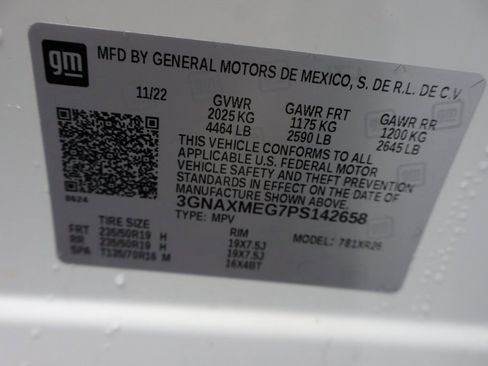 gm
MFD BY GENERAL MOTORS DE MEXICO, S. DE R.L. DE C.V.
11/22 GVWR GAWR FRT GAWR RR
2025 KG 1175 KG 1200 KG
4464 LB 2590 LB 2645 LB
THIS VEHICLE CONFORMS TO ALL
APPLICABLE U.S. FEDERAL MOTOR
VEHICLE SAFETY AND THEFT PREVENTION
STANDARDS IN EFFECT ON THE DATE OF
MANUFACTURE SHOWN ABOVE.
3GNAXMEG7PS142658
TYPE: MPV MODEL: 781XR26
TIRE SIZE RIM
FRT 235/50R19 H 19X7.5J
RR 235/50R19 H 19X7.5J
SPA T135/70R16 M 16X4BT